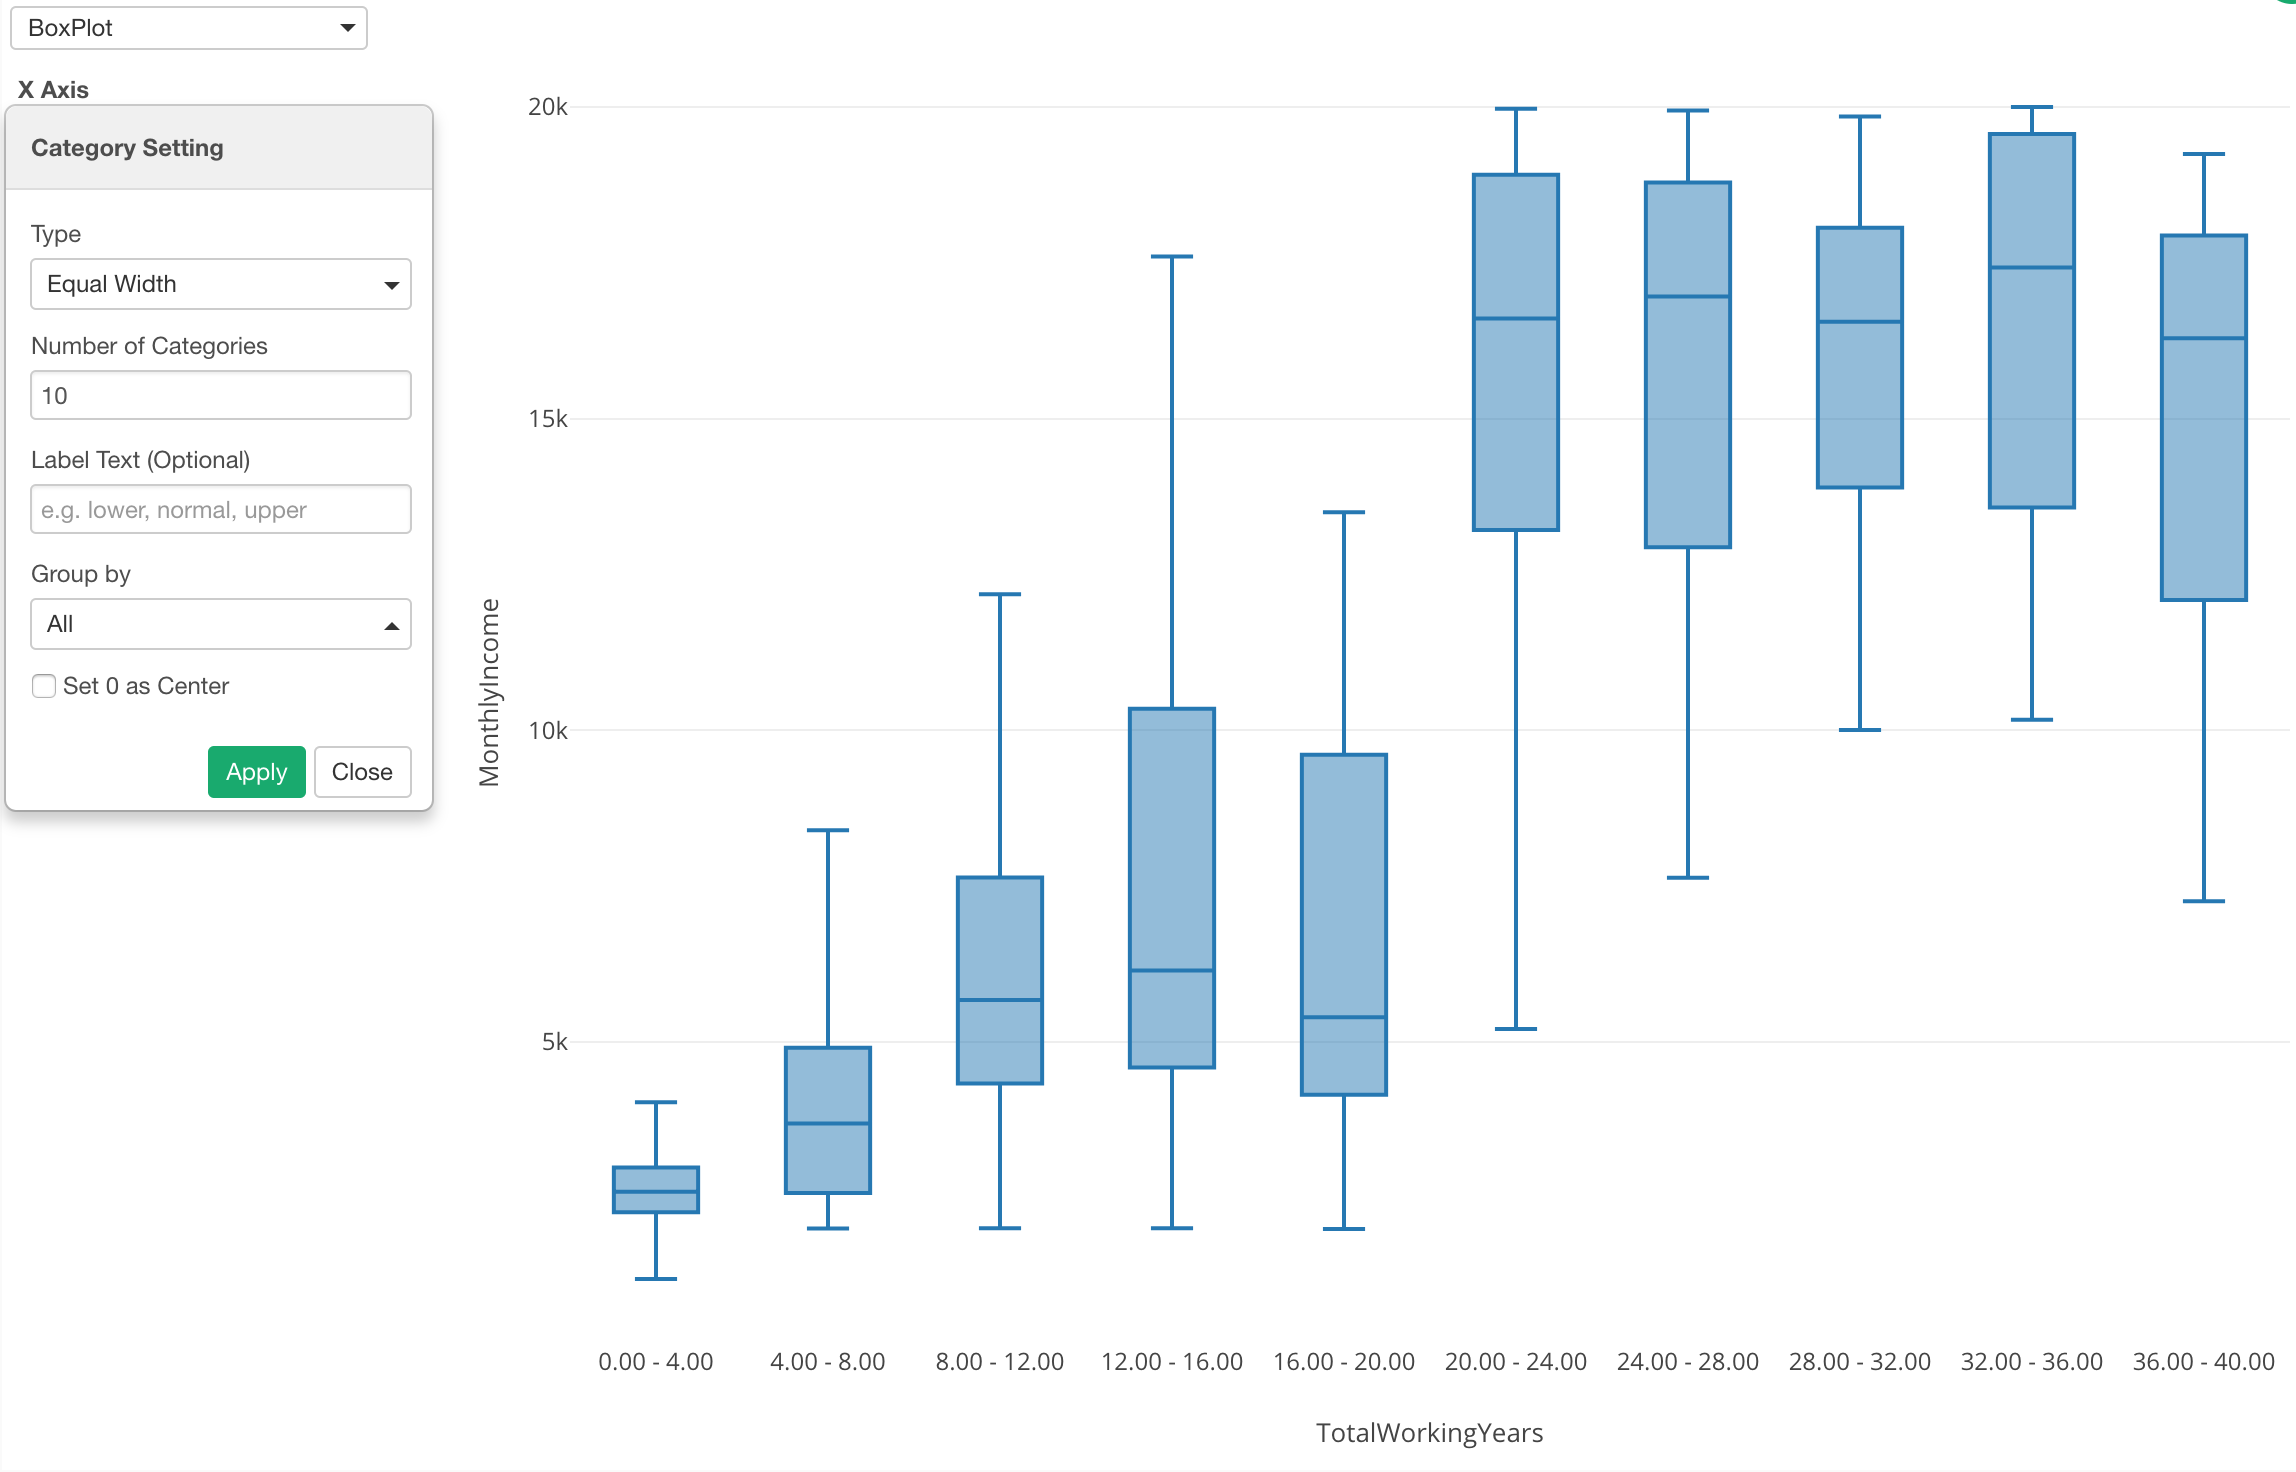 BoxPlot
X Axis
Category Setting
Type
Equal Width
Number of Categories
10
Label Text (Optional)
e.g. lower, normal, upper
Group by
All
Set 0 as Center
Apply Close
20k
15k
10k
5k
MonthlyIncome
0.00 - 4.00 4.00 - 8.00 8.00 - 12.00 12.00 - 16.00 16.00 - 20.00 20.00 - 24.00 24.00 - 28.00 28.00 - 32.00 32.00 - 36.00 36.00 - 40.00
TotalWorkingYears